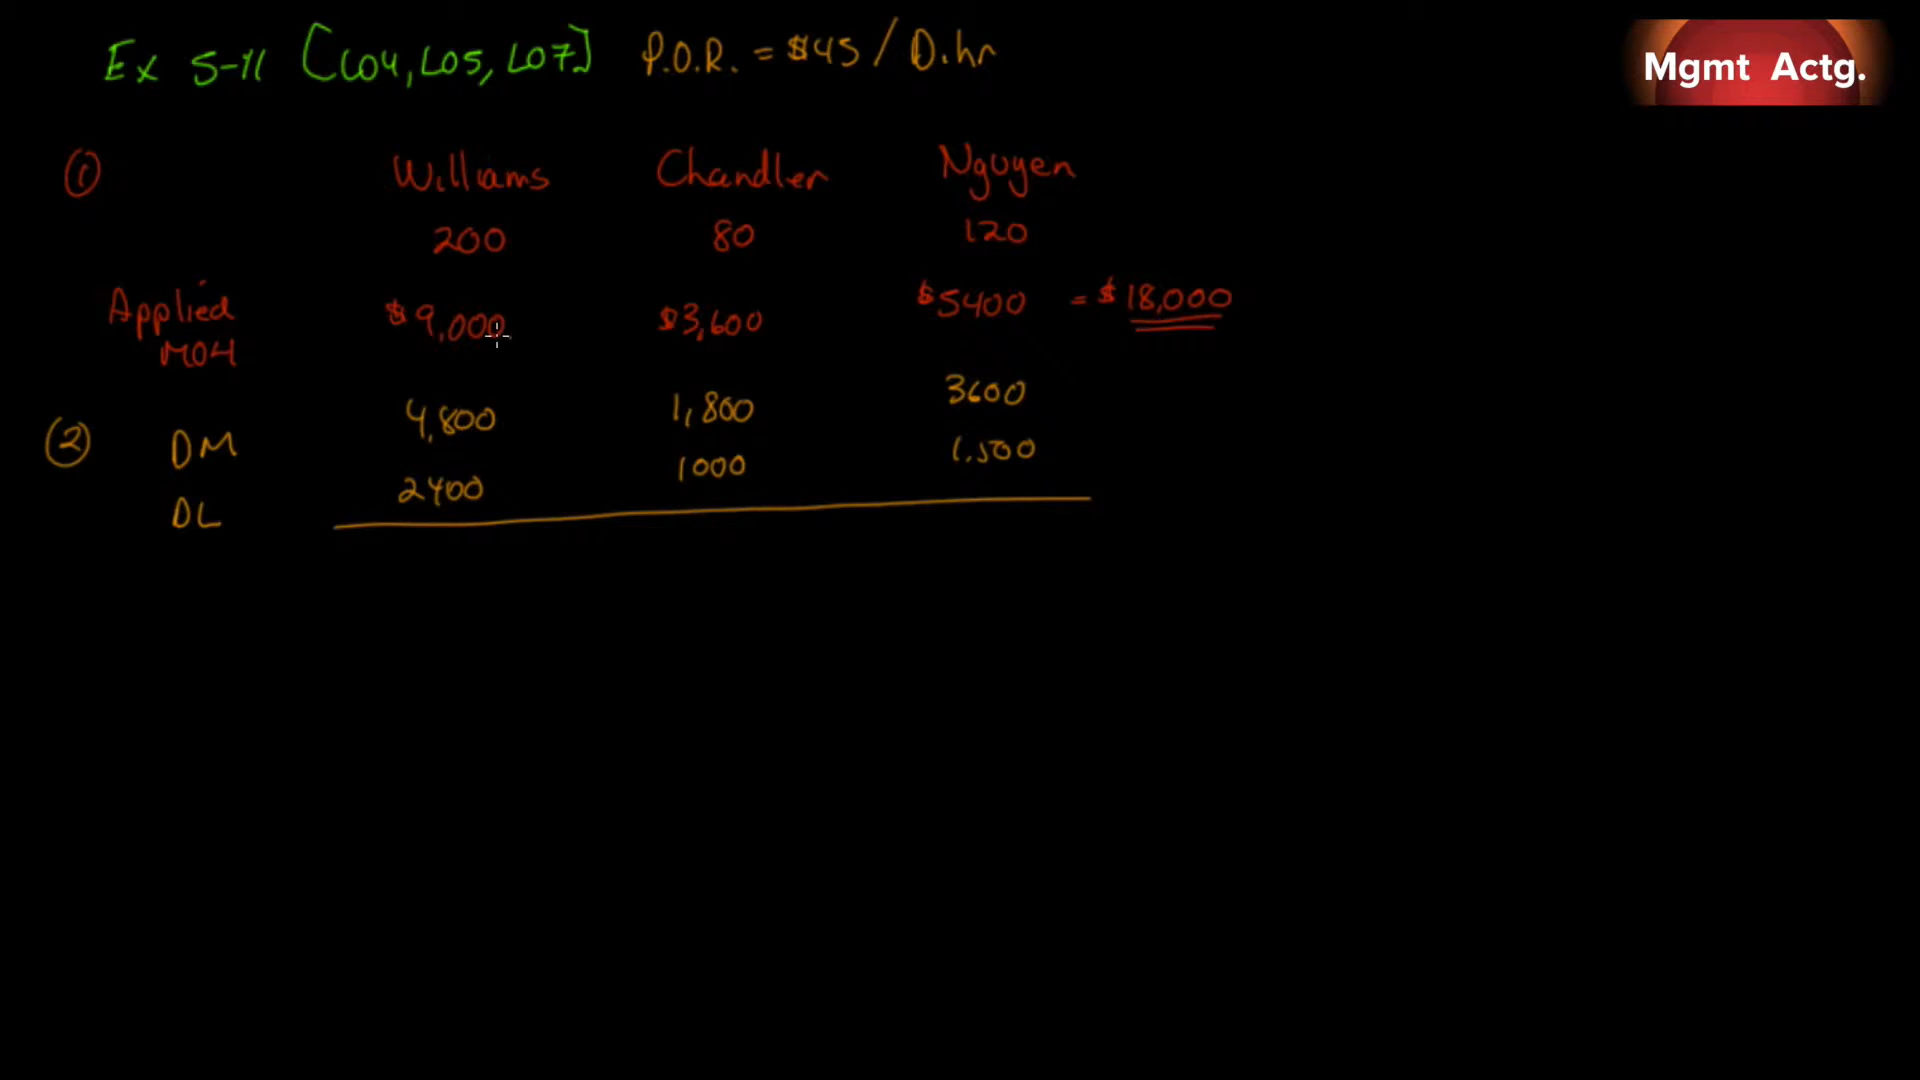 Ex 5-11 [LO4, LO5, LO7] P.O.R. = $45 / D.hr
Mgmt Actg.
① Williams Chandler Nguyen
200 80 120
Applied MOH $9,000 $3,600 $5400 = $18,000
② DM 4,800 1,800 3600
DL 2400 1000 1,500